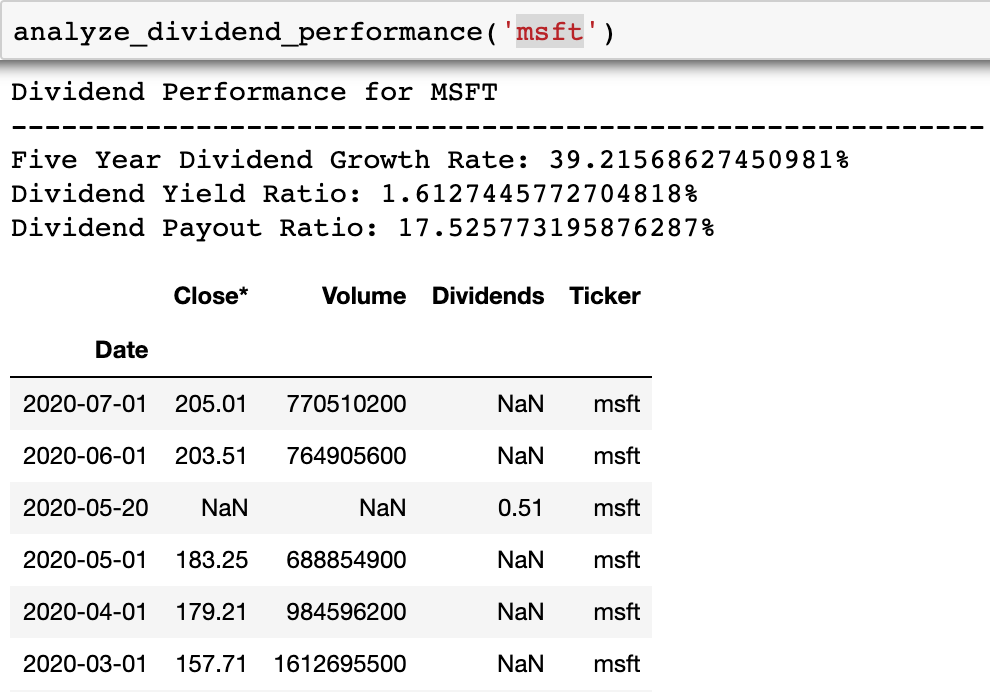 analyze_dividend_performance('msft')
Dividend Performance for MSFT
----------------------------------------------------------
Five Year Dividend Growth Rate: 39.21568627450981%
Dividend Yield Ratio: 1.6127445772704818%
Dividend Payout Ratio: 17.525773195876287%
Close* Volume Dividends Ticker
Date
2020-07-01 205.01 770510200 NaN msft
2020-06-01 203.51 764905600 NaN msft
2020-05-20 NaN NaN 0.51 msft
2020-05-01 183.25 688854900 NaN msft
2020-04-01 179.21 984596200 NaN msft
2020-03-01 157.71 1612695500 NaN msft